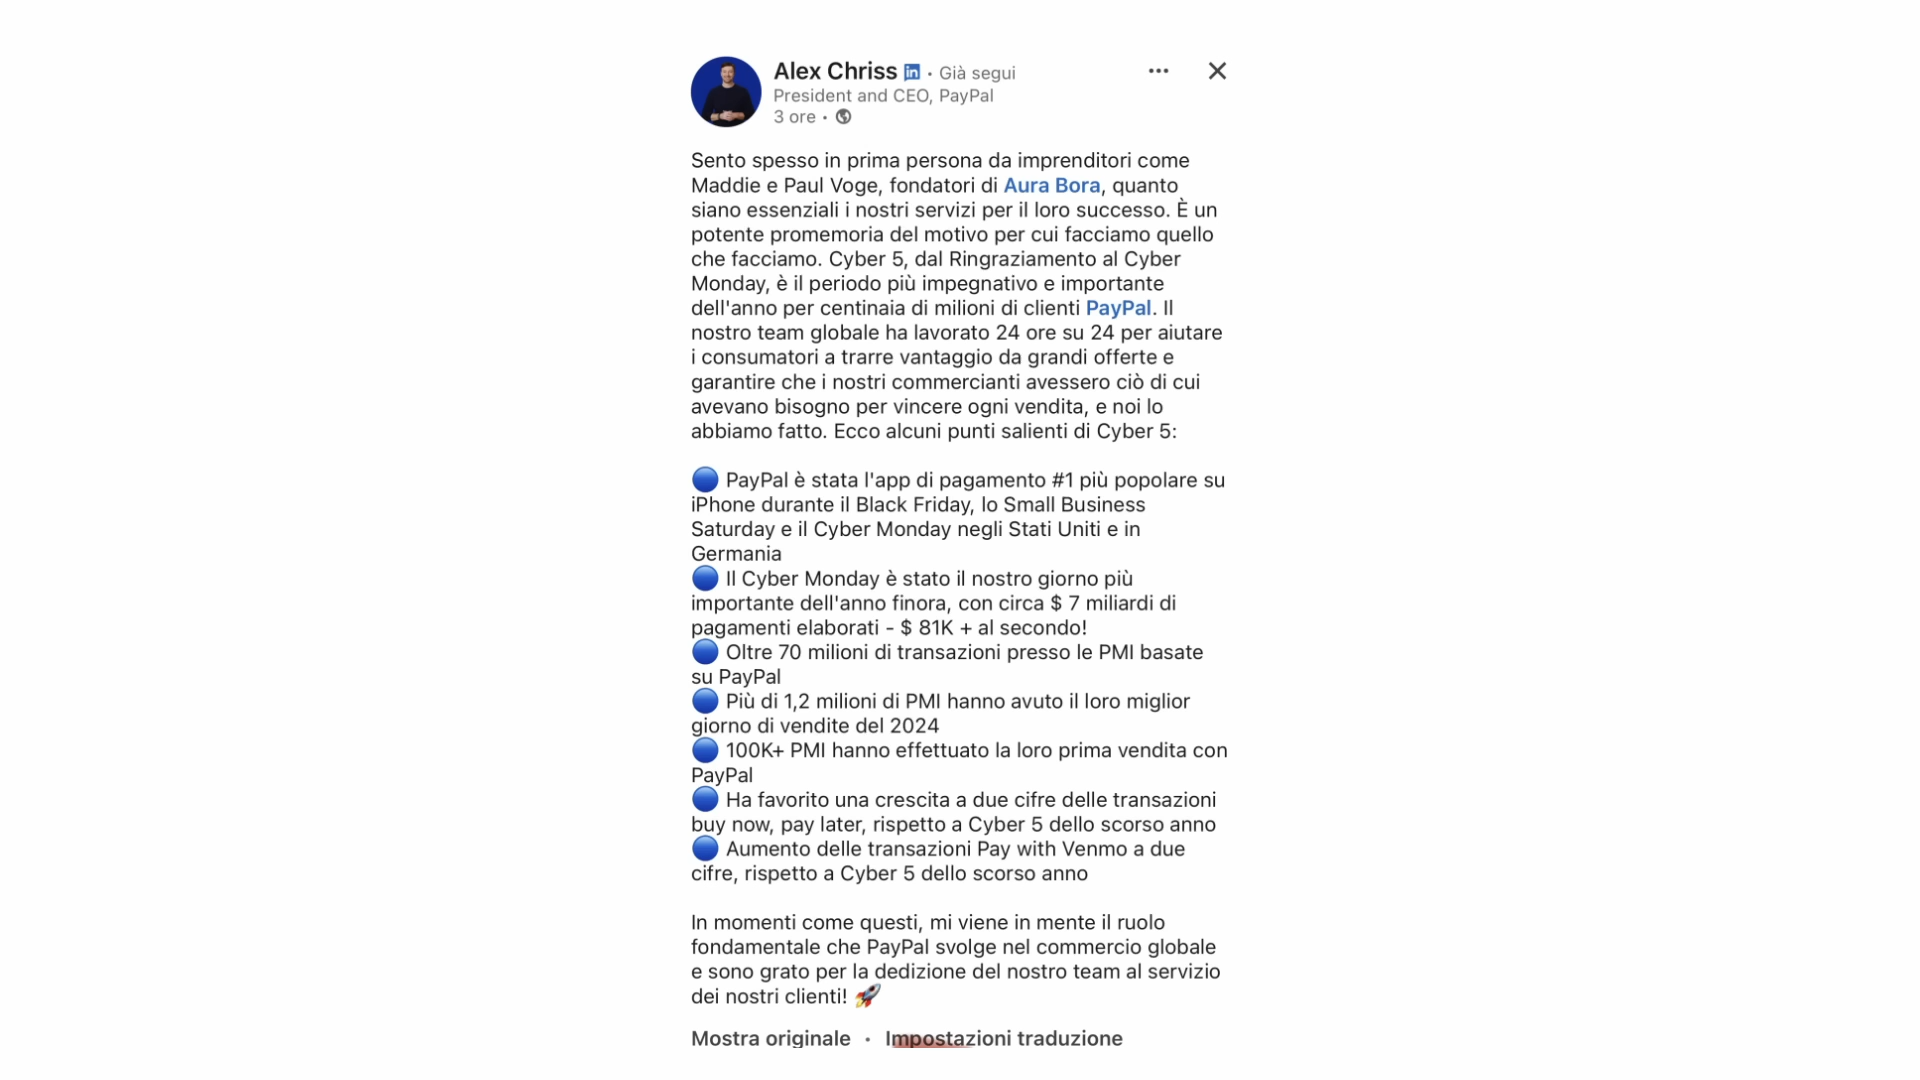 Alex Chriss in • Già segui
President and CEO, PayPal
3 ore •
Sento spesso in prima persona da imprenditori come
Maddie e Paul Voge, fondatori di Aura Bora, quanto
siano essenziali i nostri servizi per il loro successo. È un
potente promemoria del motivo per cui facciamo quello
che facciamo. Cyber 5, dal Ringraziamento al Cyber
Monday, è il periodo più impegnativo e importante
dell'anno per centinaia di milioni di clienti PayPal. Il
nostro team globale ha lavorato 24 ore su 24 per aiutare
i consumatori a trarre vantaggio da grandi offerte e
garantire che i nostri commercianti avessero ciò di cui
avevano bisogno per vincere ogni vendita, e noi lo
abbiamo fatto. Ecco alcuni punti salienti di Cyber 5:
🔵 PayPal è stata l'app di pagamento #1 più popolare su
iPhone durante il Black Friday, lo Small Business
Saturday e il Cyber Monday negli Stati Uniti e in
Germania
🔵 Il Cyber Monday è stato il nostro giorno più
importante dell'anno finora, con circa $ 7 miliardi di
pagamenti elaborati - $ 81K + al secondo!
🔵 Oltre 70 milioni di transazioni presso le PMI basate
su PayPal
🔵 Più di 1,2 milioni di PMI hanno avuto il loro miglior
giorno di vendite del 2024
🔵 100K+ PMI hanno effettuato la loro prima vendita con
PayPal
🔵 Ha favorito una crescita a due cifre delle transazioni
buy now, pay later, rispetto a Cyber 5 dello scorso anno
🔵 Aumento delle transazioni Pay with Venmo a due
cifre, rispetto a Cyber 5 dello scorso anno
In momenti come questi, mi viene in mente il ruolo
fondamentale che PayPal svolge nel commercio globale
e sono grato per la dedizione del nostro team al servizio
dei nostri clienti! 🚀
Mostra originale • Impostazioni traduzione